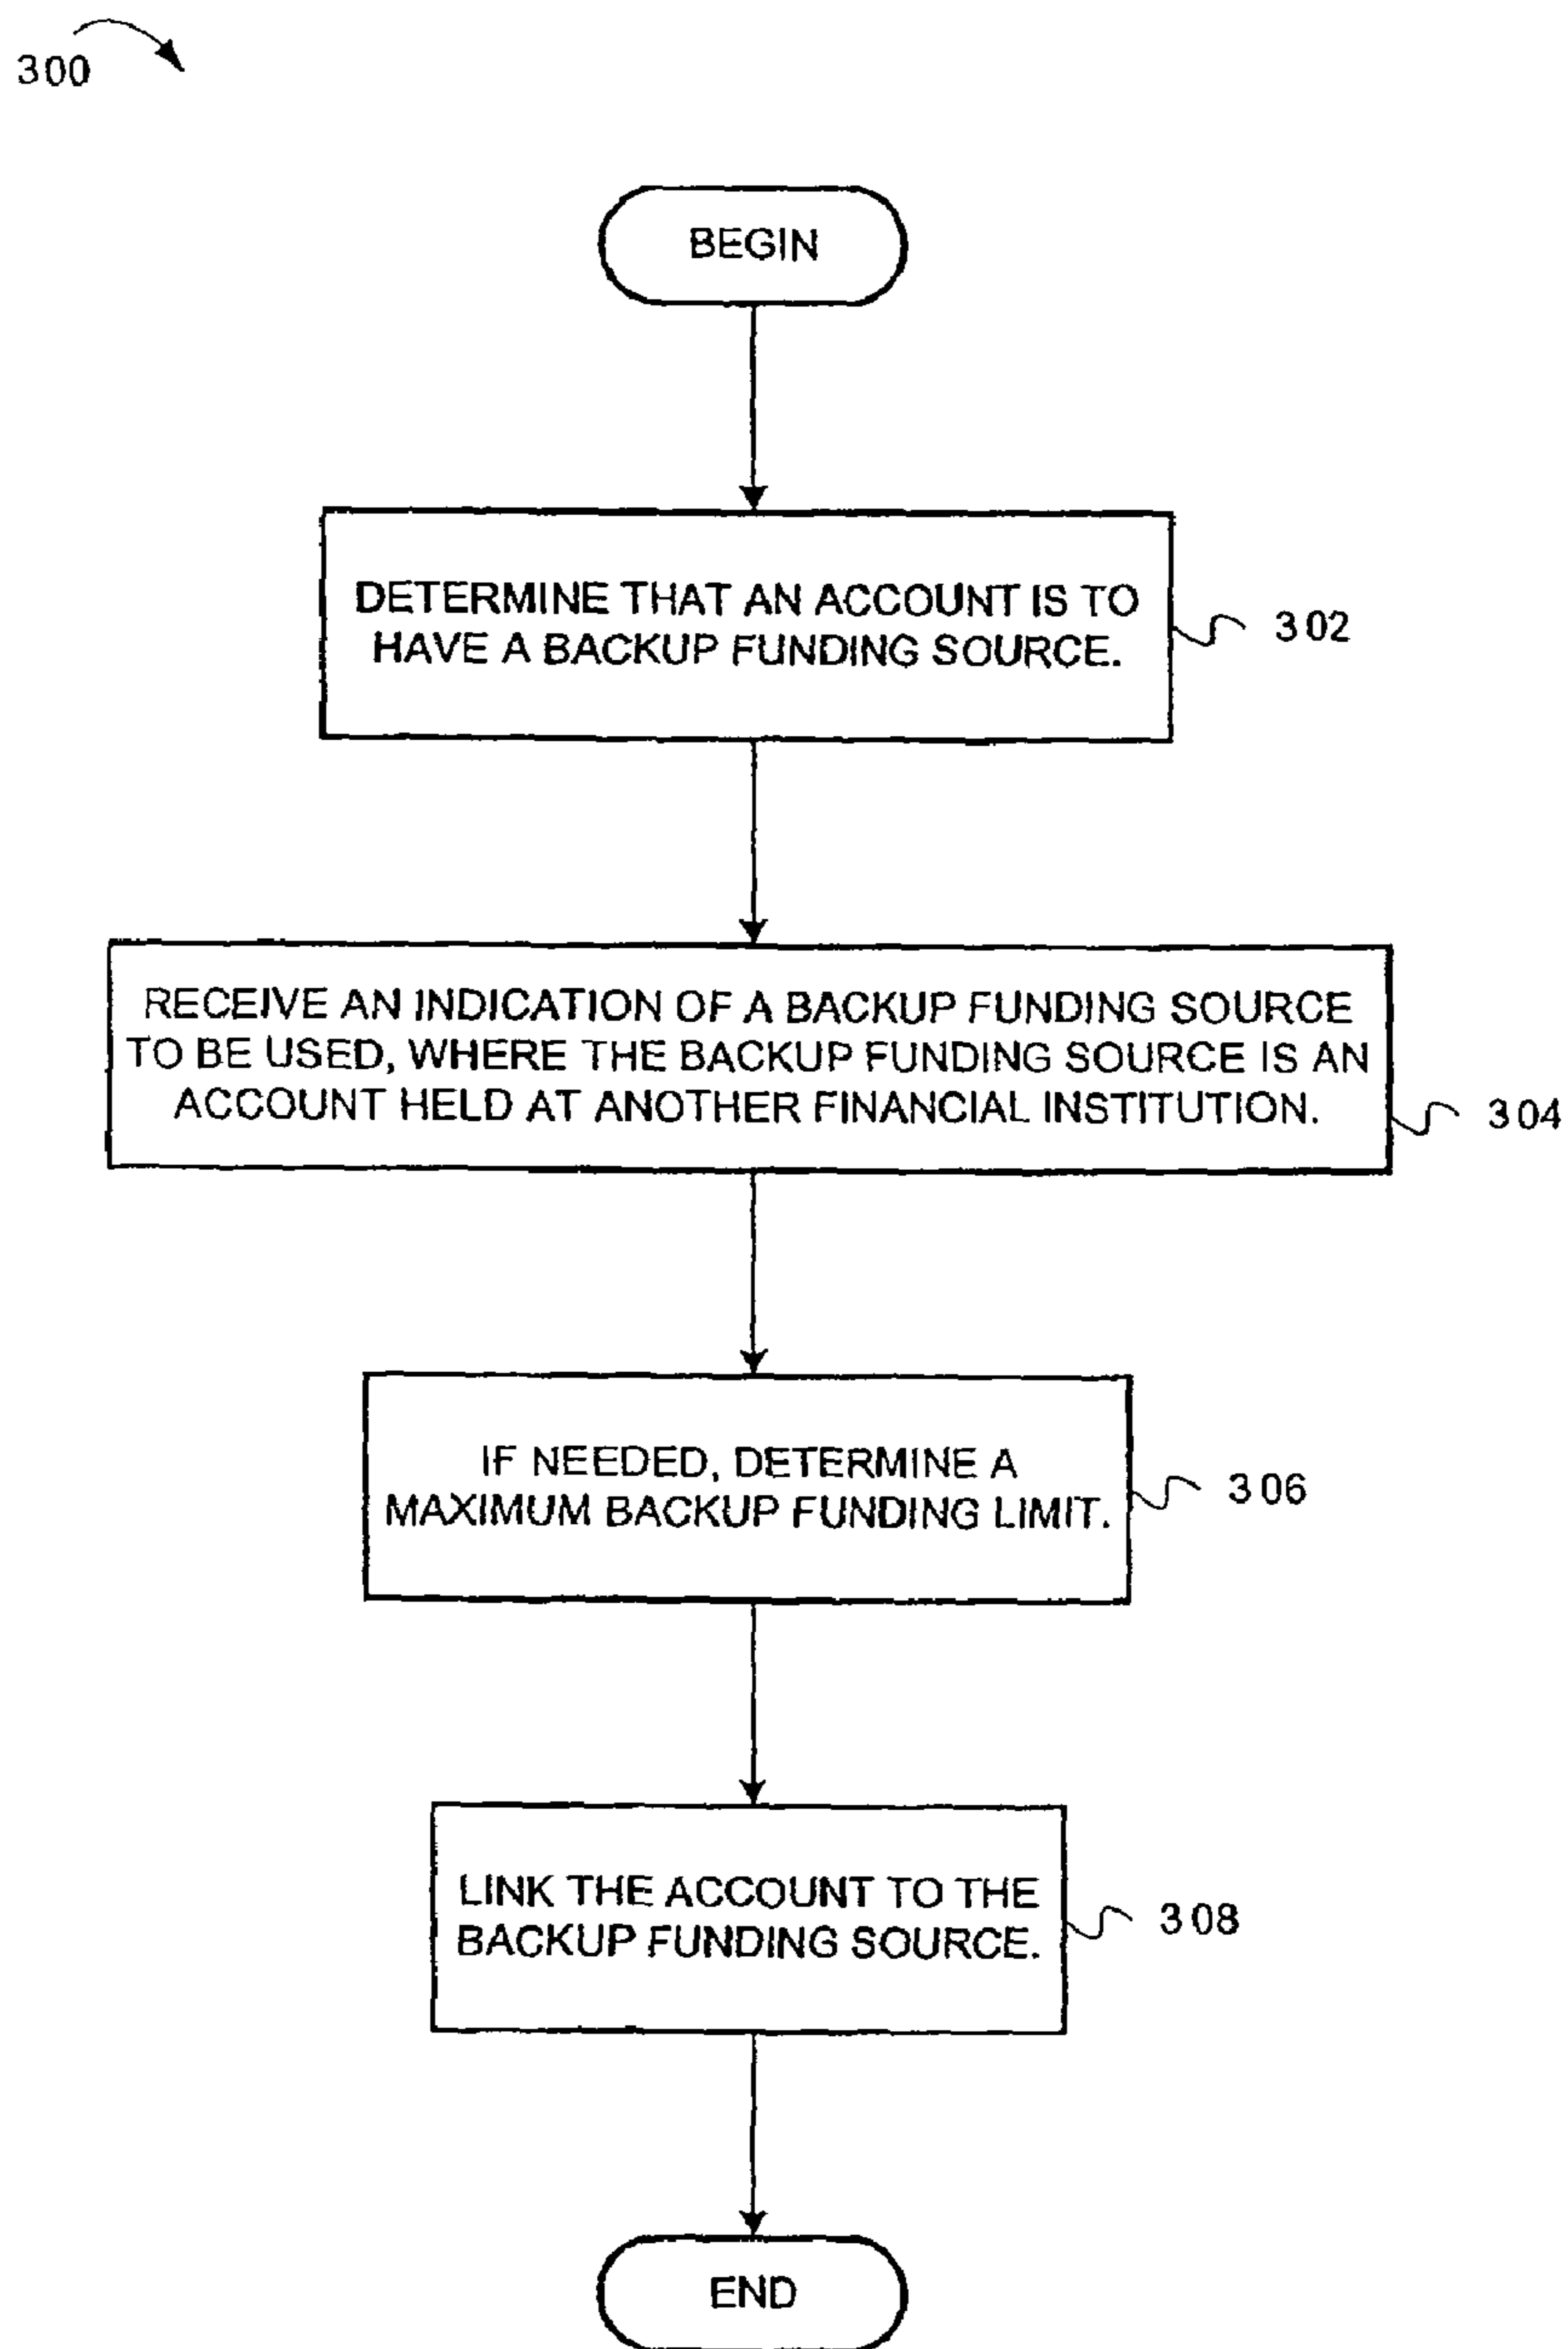 300
BEGIN
DETERMINE THAT AN ACCOUNT IS TO
HAVE A BACKUP FUNDING SOURCE.
302
RECEIVE AN INDICATION OF A BACKUP FUNDING SOURCE
TO BE USED, WHERE THE BACKUP FUNDING SOURCE IS AN
ACCOUNT HELD AT ANOTHER FINANCIAL INSTITUTION.
304
IF NEEDED, DETERMINE A
MAXIMUM BACKUP FUNDING LIMIT.
306
LINK THE ACCOUNT TO THE
BACKUP FUNDING SOURCE.
308
END